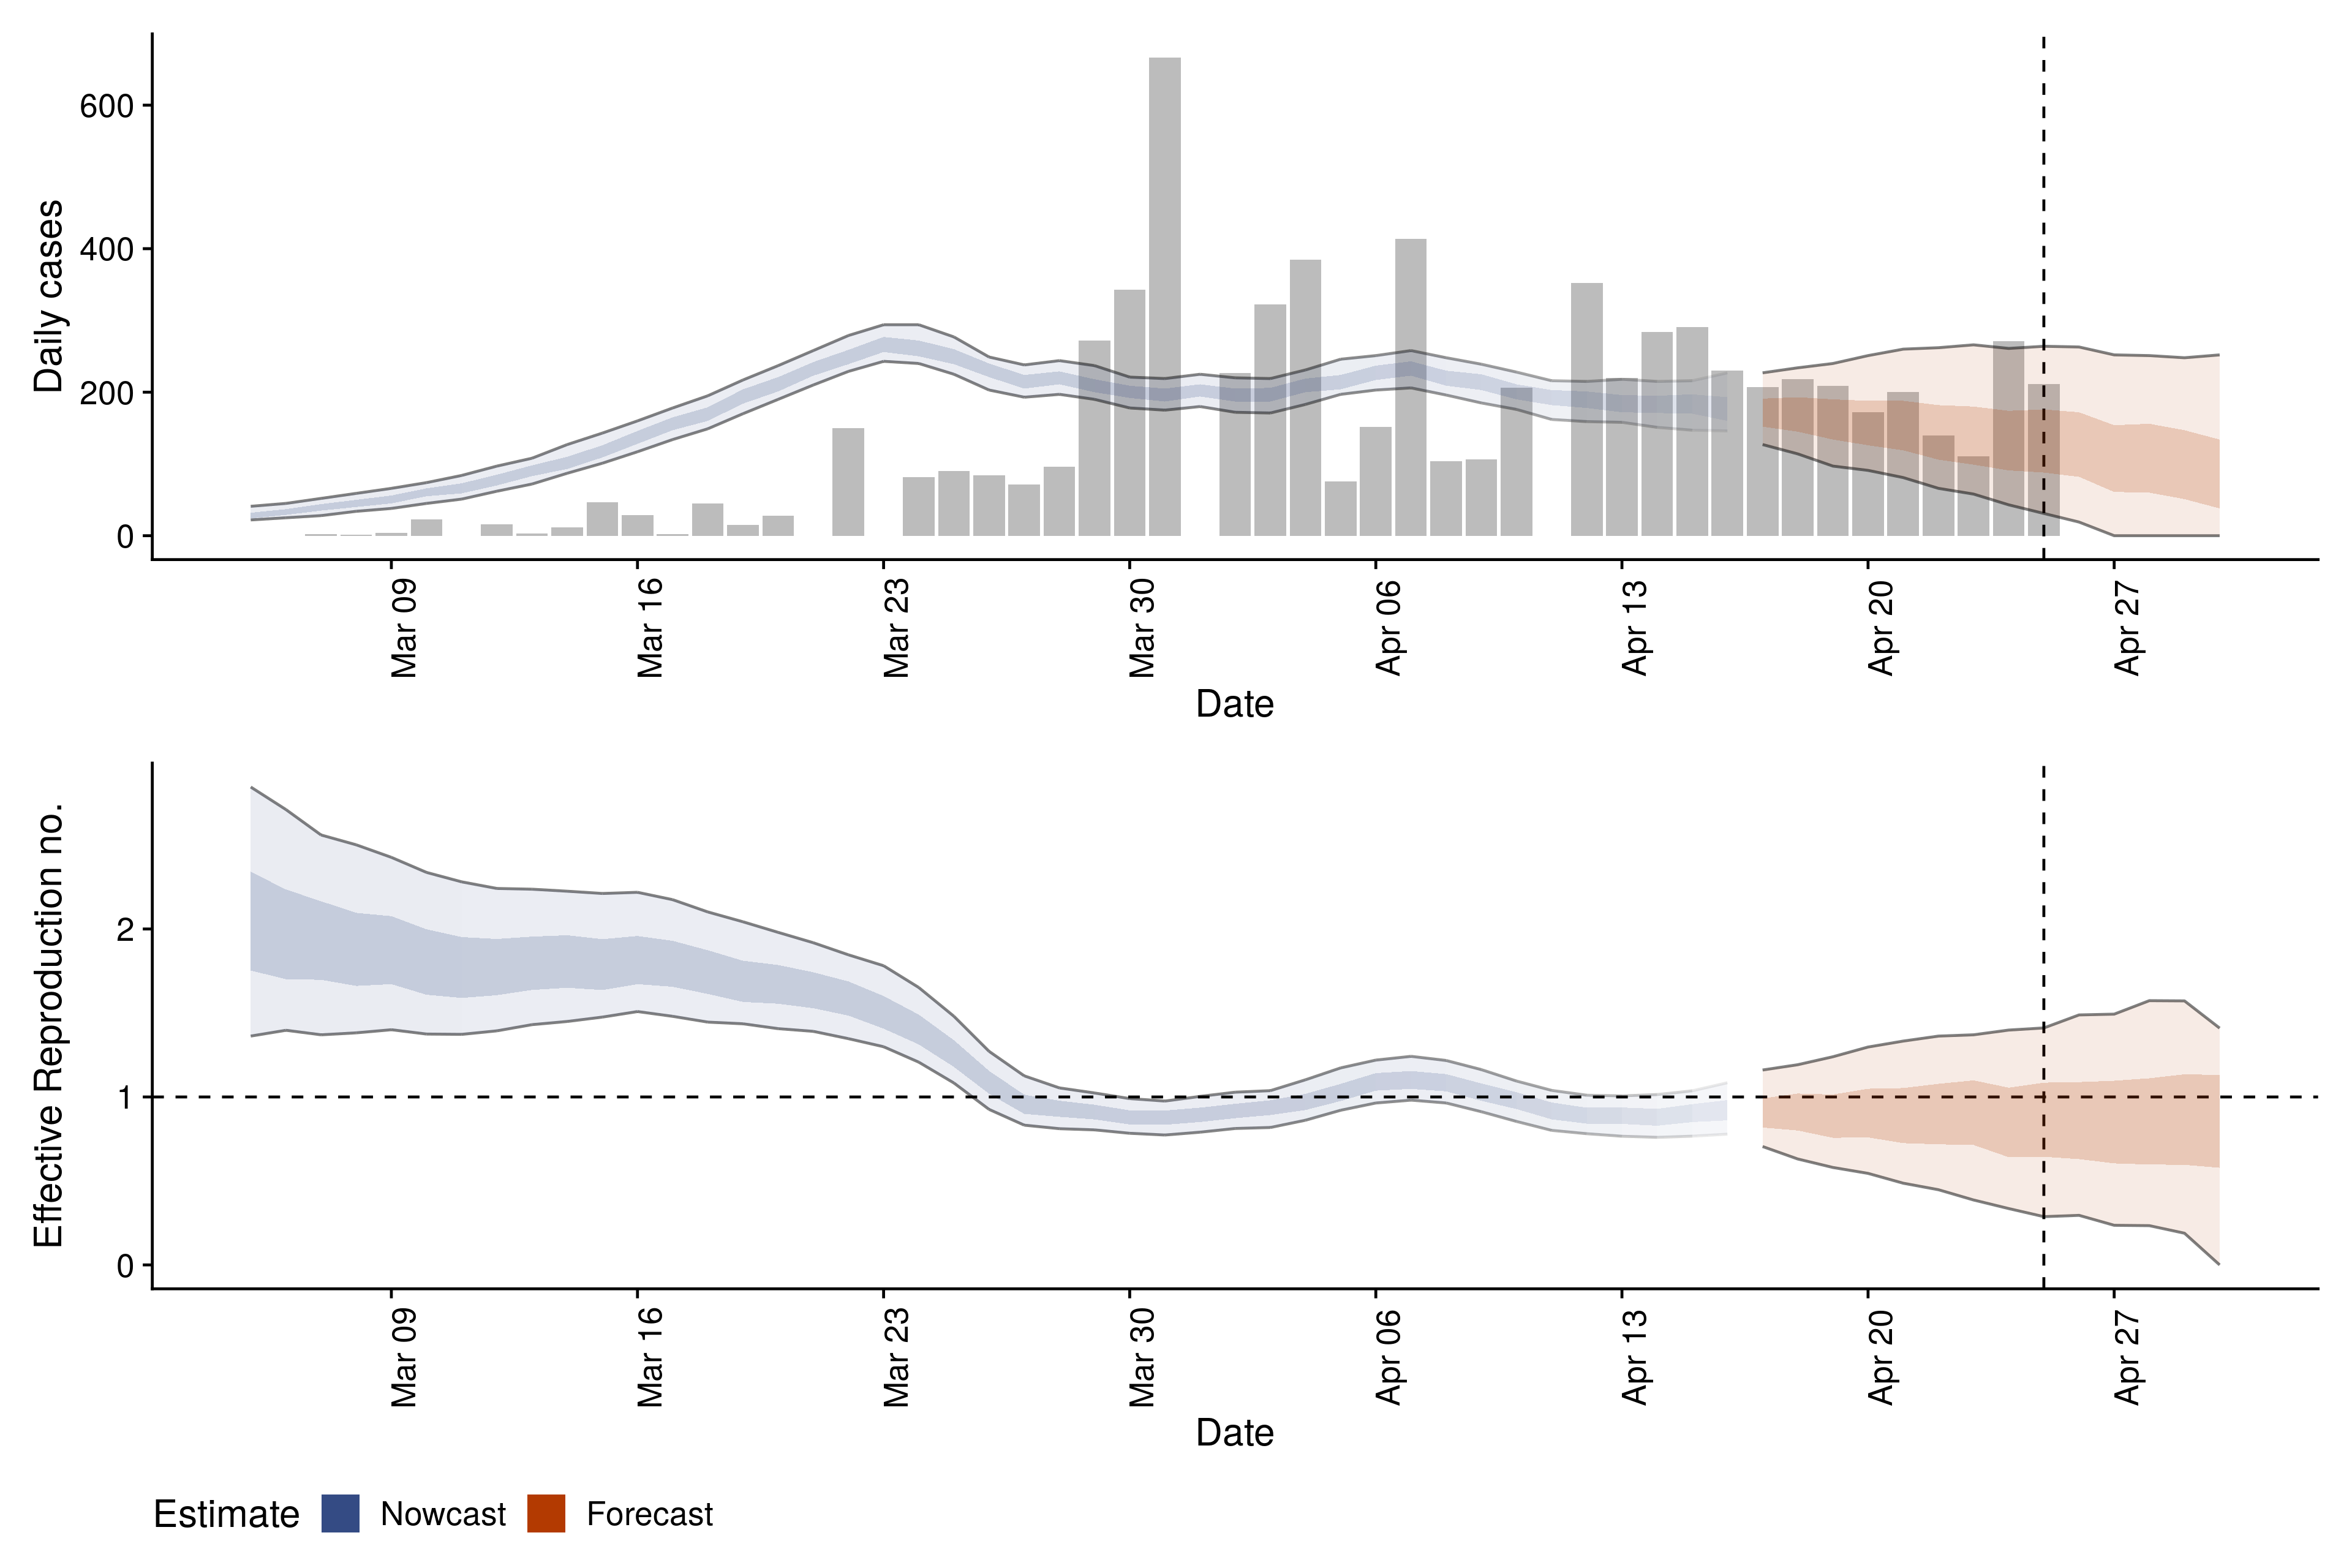 Daily cases
600
400
200
0
Mar 09
Mar 16
Mar 23
Mar 30
Apr 06
Apr 13
Apr 20
Apr 27
Date
Effective Reproduction no.
2
1
0
Mar 09
Mar 16
Mar 23
Mar 30
Apr 06
Apr 13
Apr 20
Apr 27
Date
Estimate Nowcast Forecast